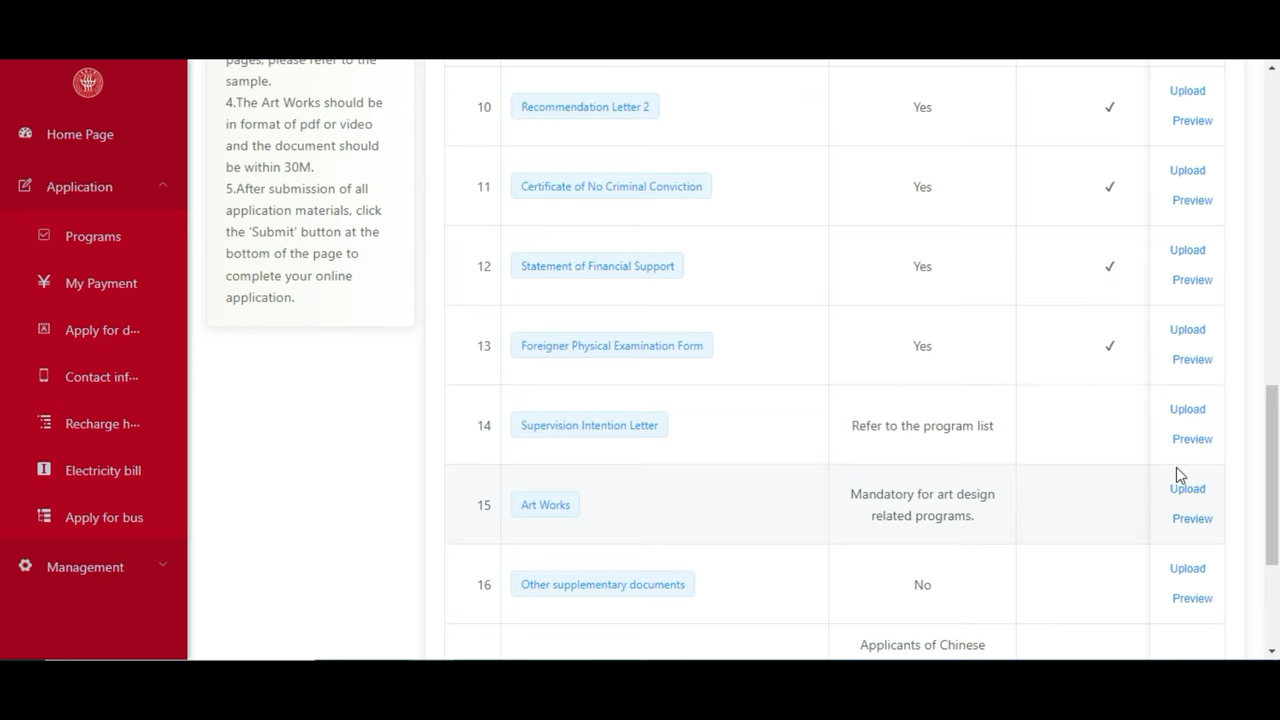 Home Page
Application
Programs
My Payment
Apply for d···
Contact inf···
Recharge h···
Electricity bill
Apply for bus
Management
pages, please refer to the
sample.
4.The Art Works should be
in format of pdf or video
and the document should
be within 30M.
5.After submission of all
application materials, click
the 'Submit' button at the
bottom of the page to
complete your online
application.
10 Recommendation Letter 2 Yes ✓ Upload
Preview
11 Certificate of No Criminal Conviction Yes ✓ Upload
Preview
12 Statement of Financial Support Yes ✓ Upload
Preview
13 Foreigner Physical Examination Form Yes ✓ Upload
Preview
14 Supervision Intention Letter Refer to the program list Upload
Preview
15 Art Works Mandatory for art design
related programs. Upload
Preview
16 Other supplementary documents No Upload
Preview
Applicants of Chinese